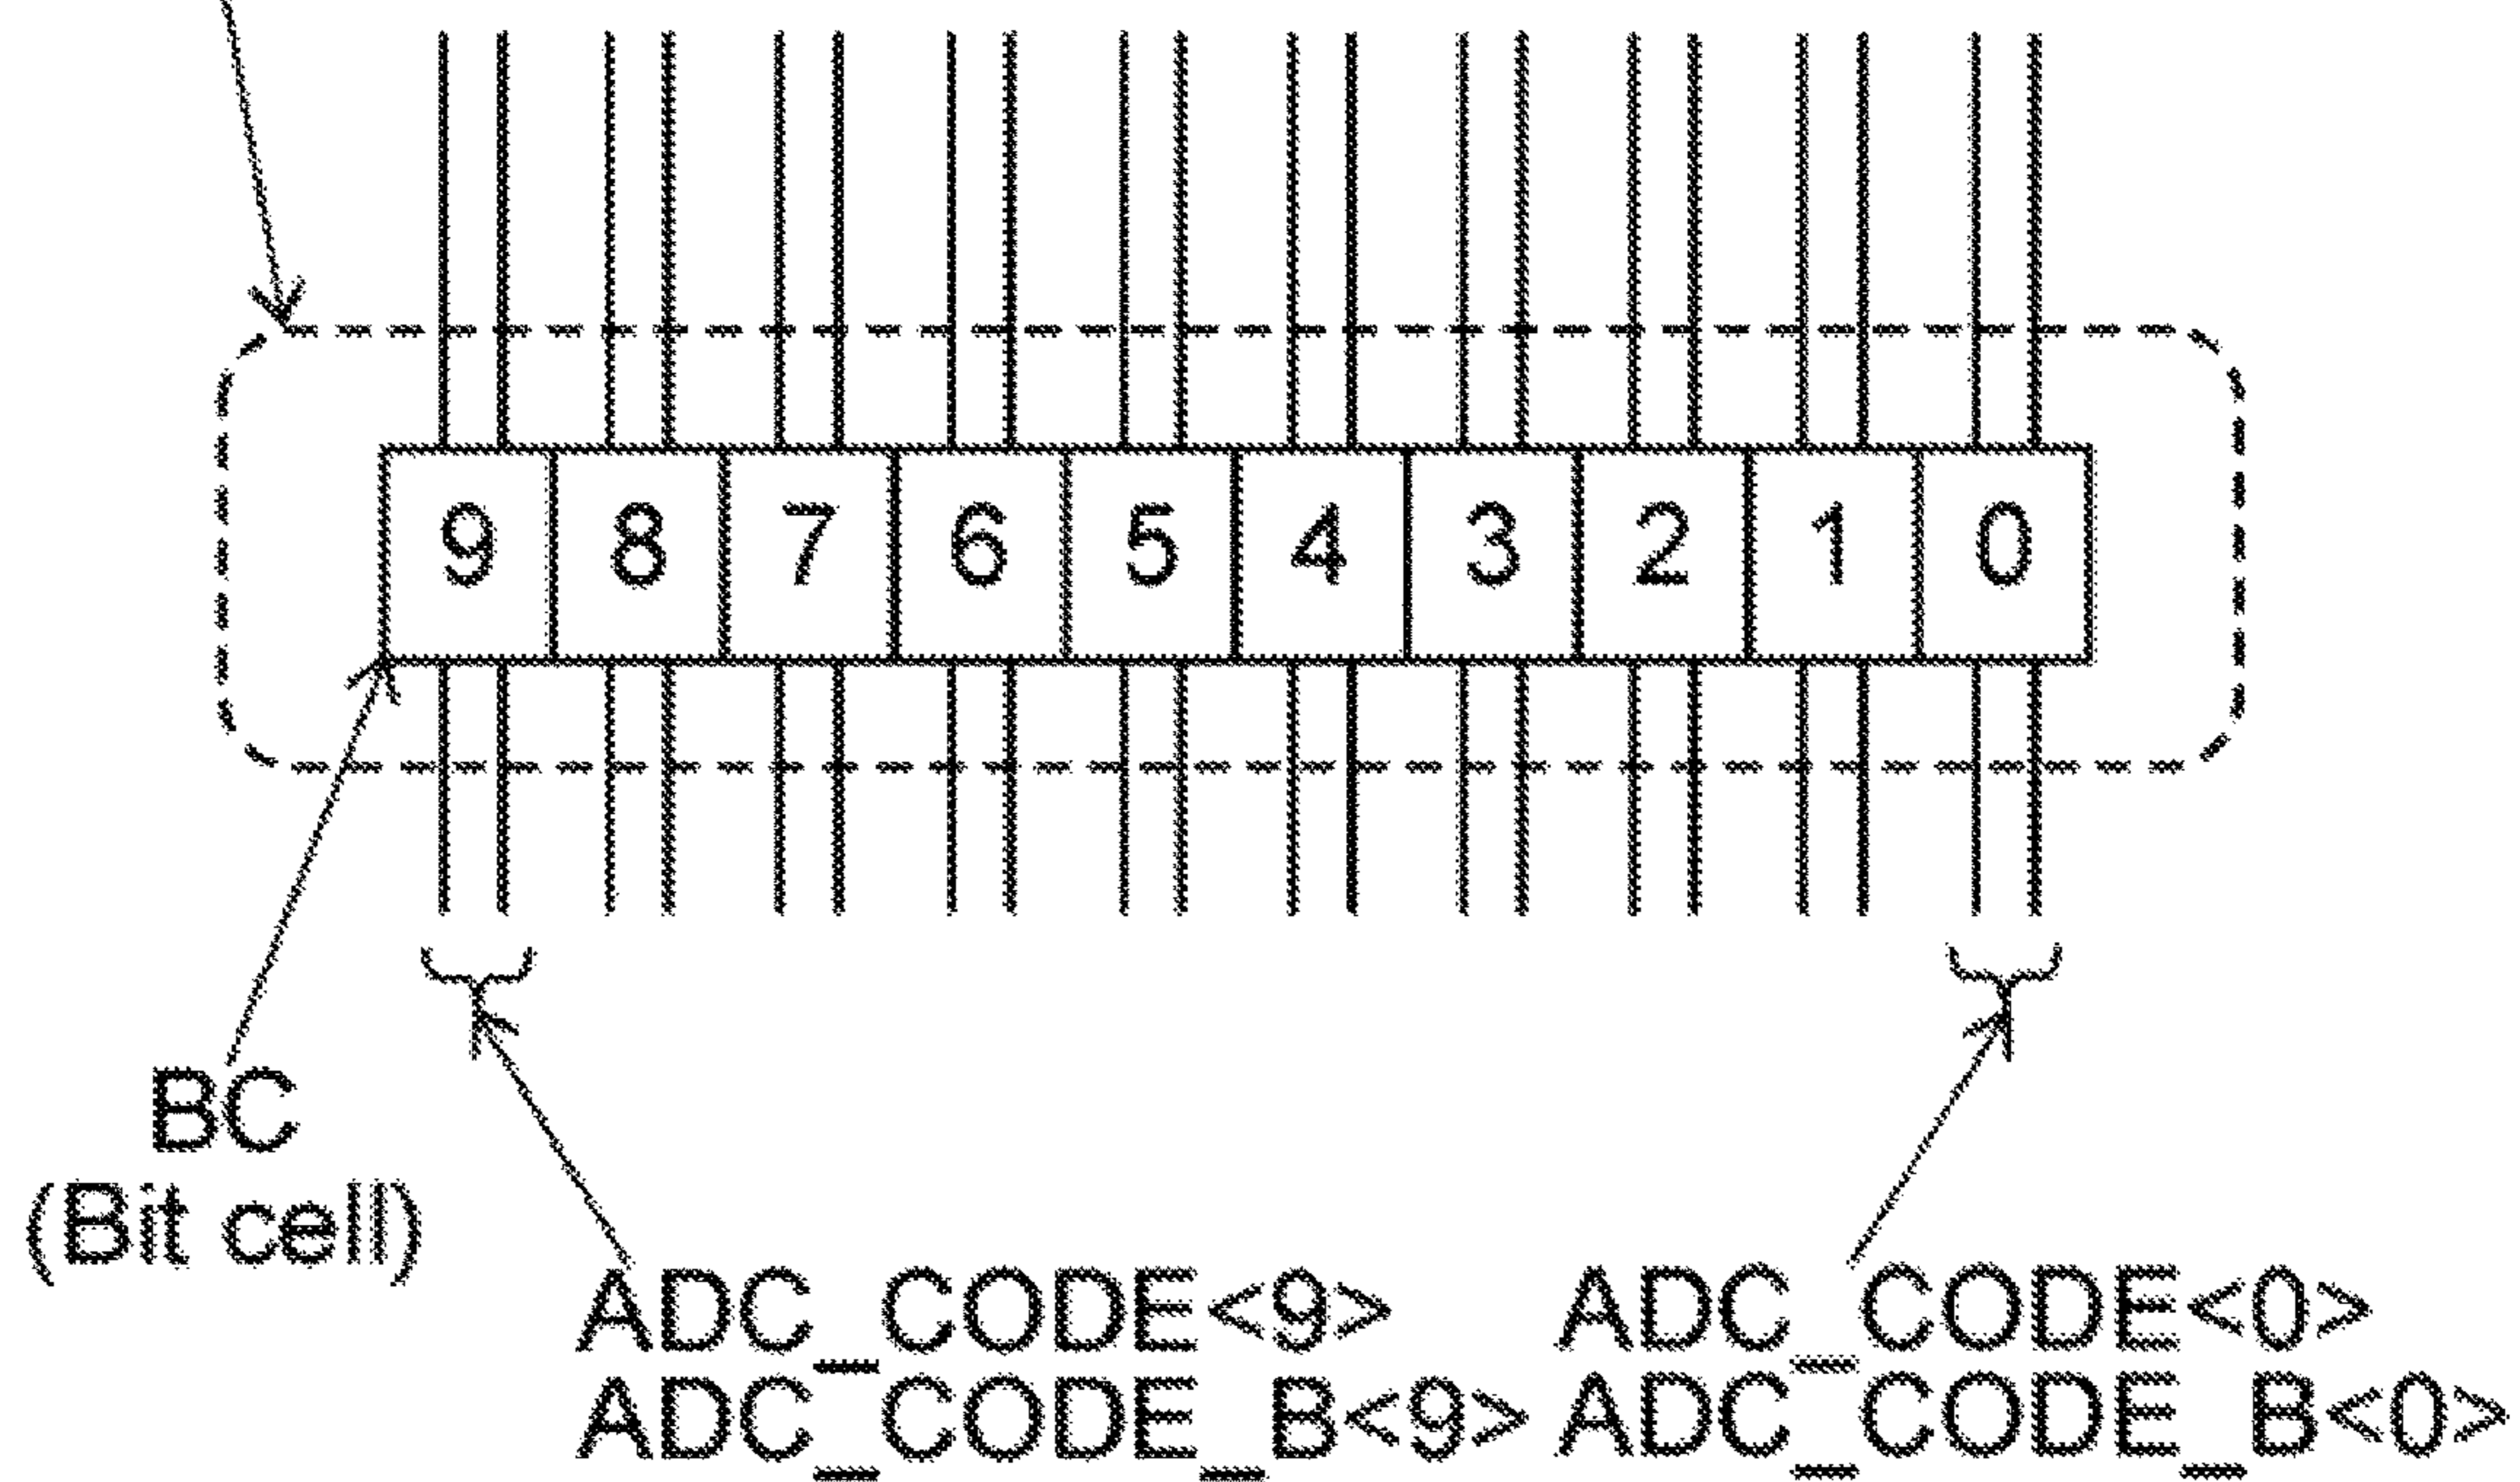 9 8 7 6 5 4 3 2 1 0
BC
(Bit cell)
ADC_CODE<9> ADC_CODE<0>
ADC_CODE_B<9> ADC_CODE_B<0>